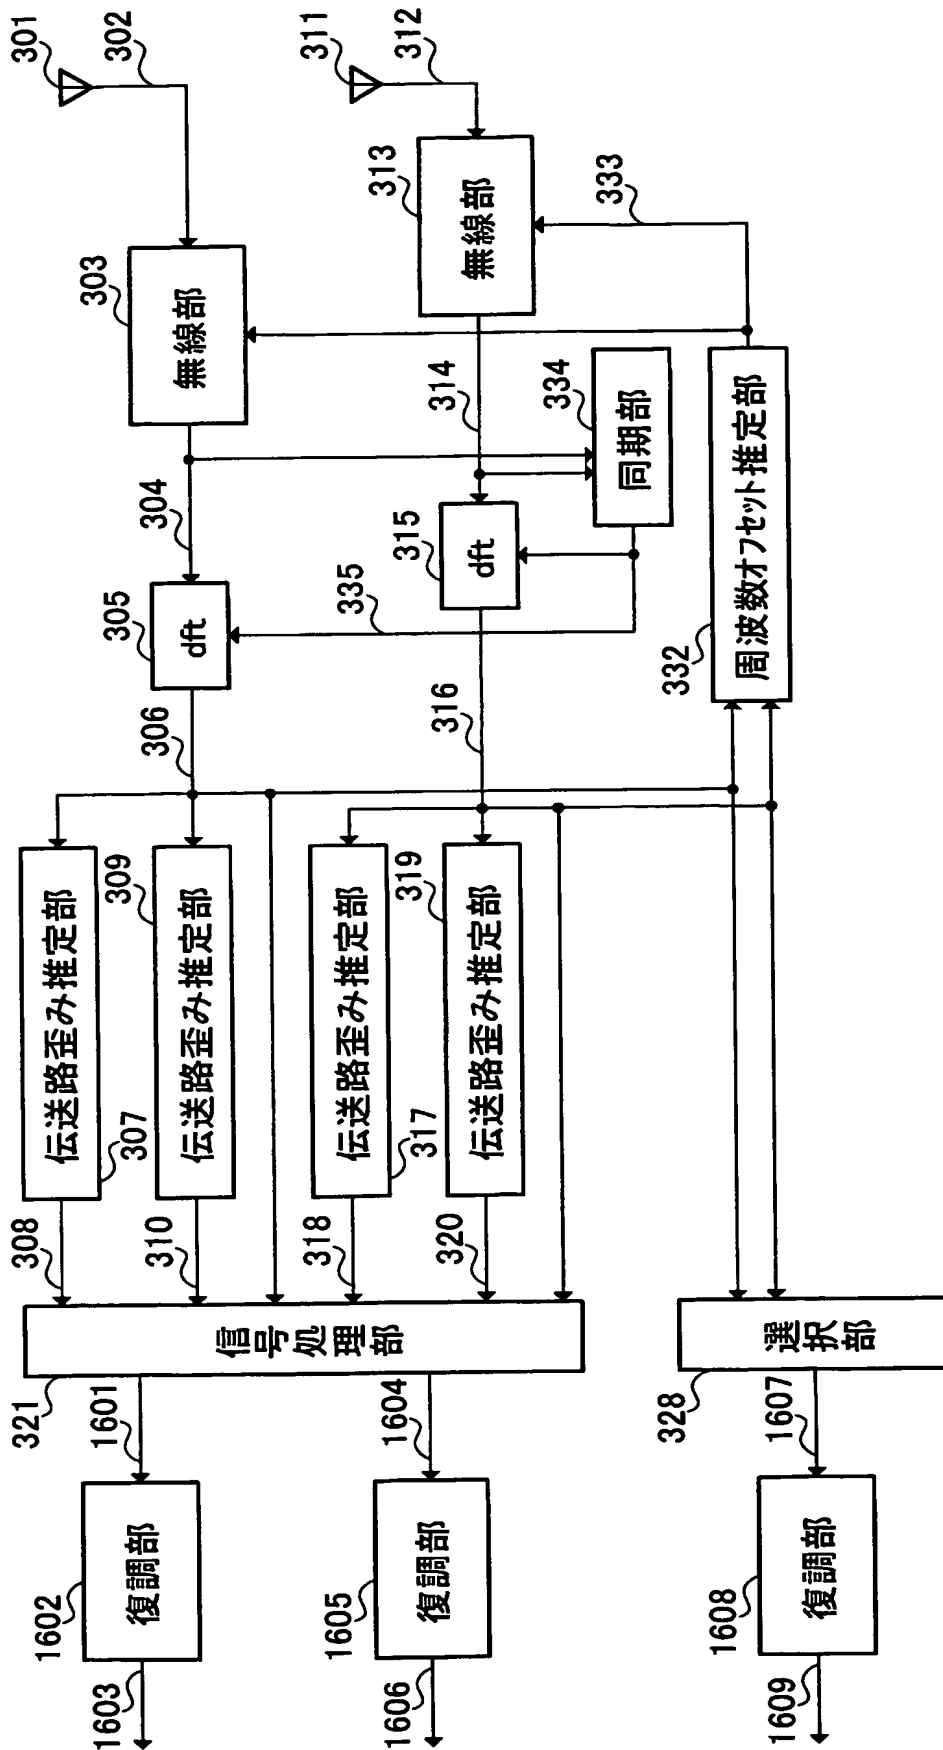 301
302
303
無線部
304
305
dft
306
伝送路歪み推定部
307
308
309
伝送路歪み推定部
310
311
312
313
無線部
314
315
dft
316
伝送路歪み推定部
317
318
319
伝送路歪み推定部
320
333
334
同期部
335
332
周波数オフセット推定部
信号処理部
321
1601
1602
復調部
1603
1604
1605
復調部
1606
選択部
328
1607
1608
復調部
1609